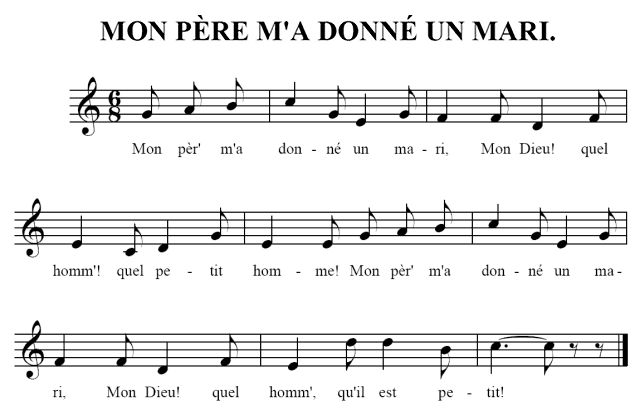 MON PÈRE M'A DONNÉ UN MARI.
6
8
Mon pèr' m'a don - né un ma - ri, Mon Dieu! quel
homm'! quel pe - tit hom - me! Mon pèr' m'a don - né un ma-
ri, Mon Dieu! quel homm', qu'il est pe - tit!